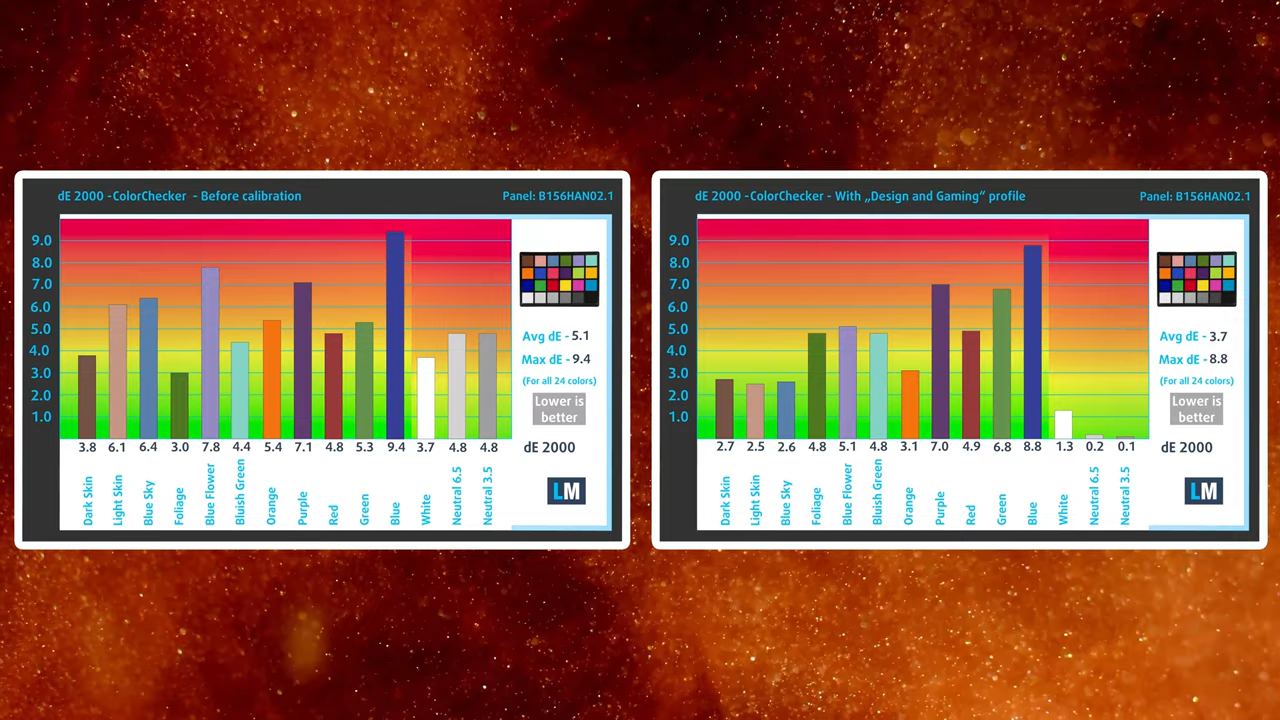 dE 2000 -ColorChecker - Before calibration
Panel: B156HAN02.1
9.0
8.0
7.0
6.0
5.0
4.0
3.0
2.0
1.0
3.8 6.1 6.4 3.0 7.8 4.4 5.4 7.1 4.8 5.3 9.4 3.7 4.8 4.8
Dark Skin
Light Skin
Blue Sky
Foliage
Blue Flower
Bluish Green
Orange
Purple
Red
Green
Blue
White
Neutral 6.5
Neutral 3.5
Avg dE - 5.1
Max dE - 9.4
(For all 24 colors)
Lower is
better
dE 2000
LM
dE 2000 -ColorChecker - With „Design and Gaming“ profile
Panel: B156HAN02.1
9.0
8.0
7.0
6.0
5.0
4.0
3.0
2.0
1.0
2.7 2.5 2.6 4.8 5.1 4.8 3.1 7.0 4.9 6.8 8.8 1.3 0.2 0.1
Dark Skin
Light Skin
Blue Sky
Foliage
Blue Flower
Bluish Green
Orange
Purple
Red
Green
Blue
White
Neutral 6.5
Neutral 3.5
Avg dE - 3.7
Max dE - 8.8
(For all 24 colors)
Lower is
better
dE 2000
LM